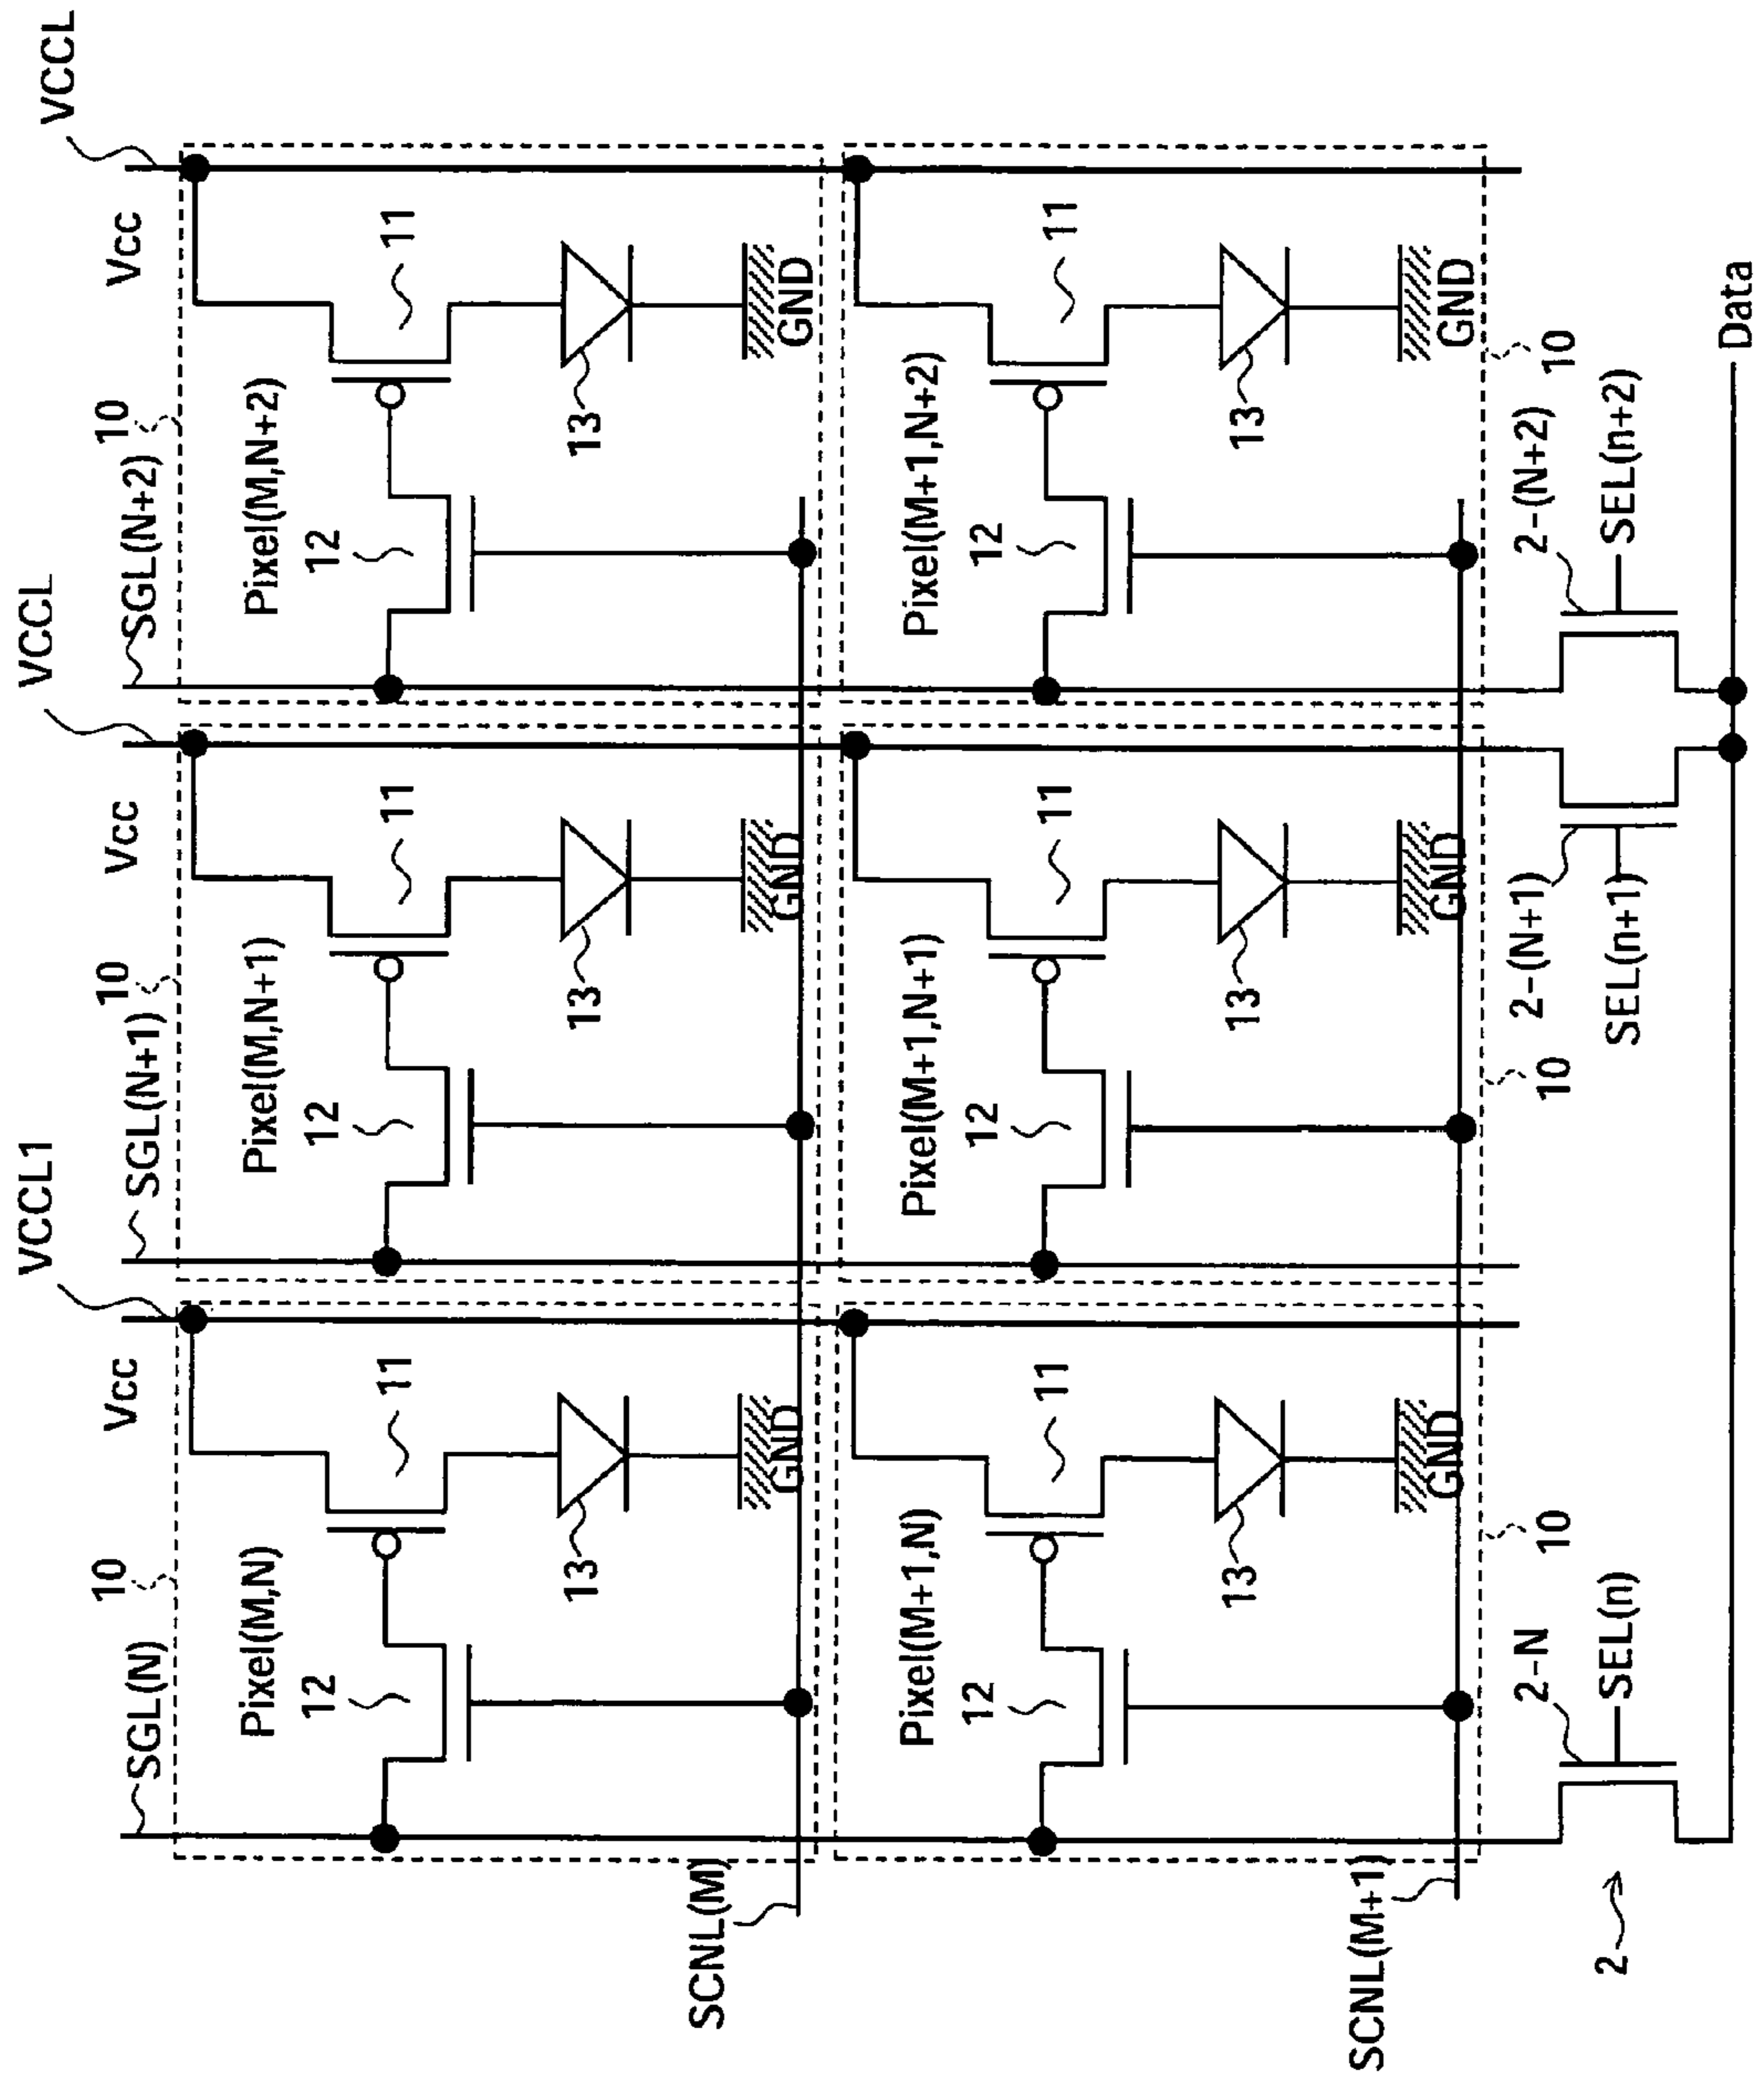 VCCL1
VCCL
VCCL
SGL(N)
10
Vcc
SGL(N+1)
10
Vcc
SGL(N+2)
10
Vcc
Pixel(M,N)
12
11
13
GND
Pixel(M,N+1)
12
11
13
GND
Pixel(M,N+2)
12
11
13
GND
SCNL(M)
Pixel(M+1,N)
12
11
13
GND
Pixel(M+1,N+1)
12
11
13
GND
Pixel(M+1,N+2)
12
11
13
GND
SCNL(M+1)
10
10
10
2
2-N
SEL(n)
2-(N+1)
SEL(n+1)
2-(N+2)
SEL(n+2)
Data